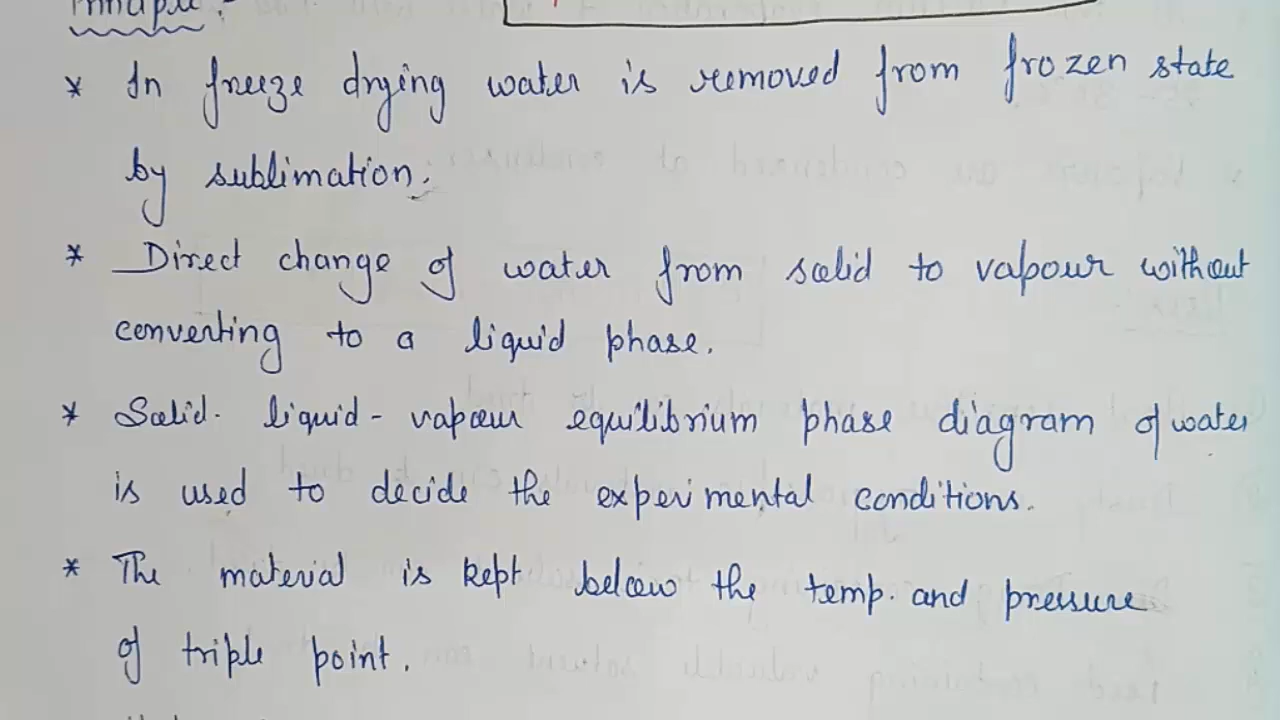 Principle :-
* In freeze drying water is removed from frozen state
by sublimation.
* Direct change of water from solid to vapour without
converting to a liquid phase.
* Solid- liquid - vapour equilibrium phase diagram of water
is used to decide the experimental conditions.
* The material is kept below the temp. and pressure
of triple point.